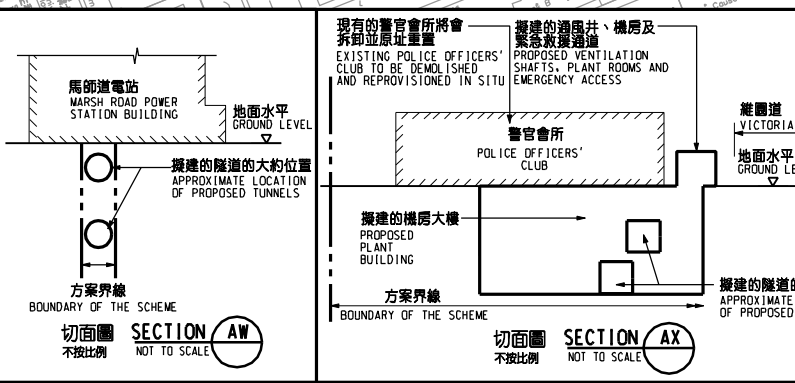 馬師道電站
MARSH ROAD POWER
STATION BUILDING
地面水平
GROUND LEVEL
擬建的隧道的大約位置
APPROXIMATE LOCATION
OF PROPOSED TUNNELS
方案界線
BOUNDARY OF THE SCHEME
切面圖 SECTION AW
不按比例 NOT TO SCALE
現有的警官會所將會
拆卸並原址重置
EXISTING POLICE OFFICERS'
CLUB TO BE DEMOLISHED
AND REPROVISIONED IN SITU
擬建的通風井、機房及
緊急救援通道
PROPOSED VENTILATION
SHAFTS, PLANT ROOMS AND
EMERGENCY ACCESS
警官會所
POLICE OFFICERS'
CLUB
維園道
VICTORIA
地面水平
GROUND LE
擬建的機房大樓
PROPOSED
PLANT
BUILDING
擬建的隧道的
APPROXIMATE
OF PROPOSED
方案界線
BOUNDARY OF THE SCHEME
切面圖 SECTION AX
不按比例 NOT TO SCALE